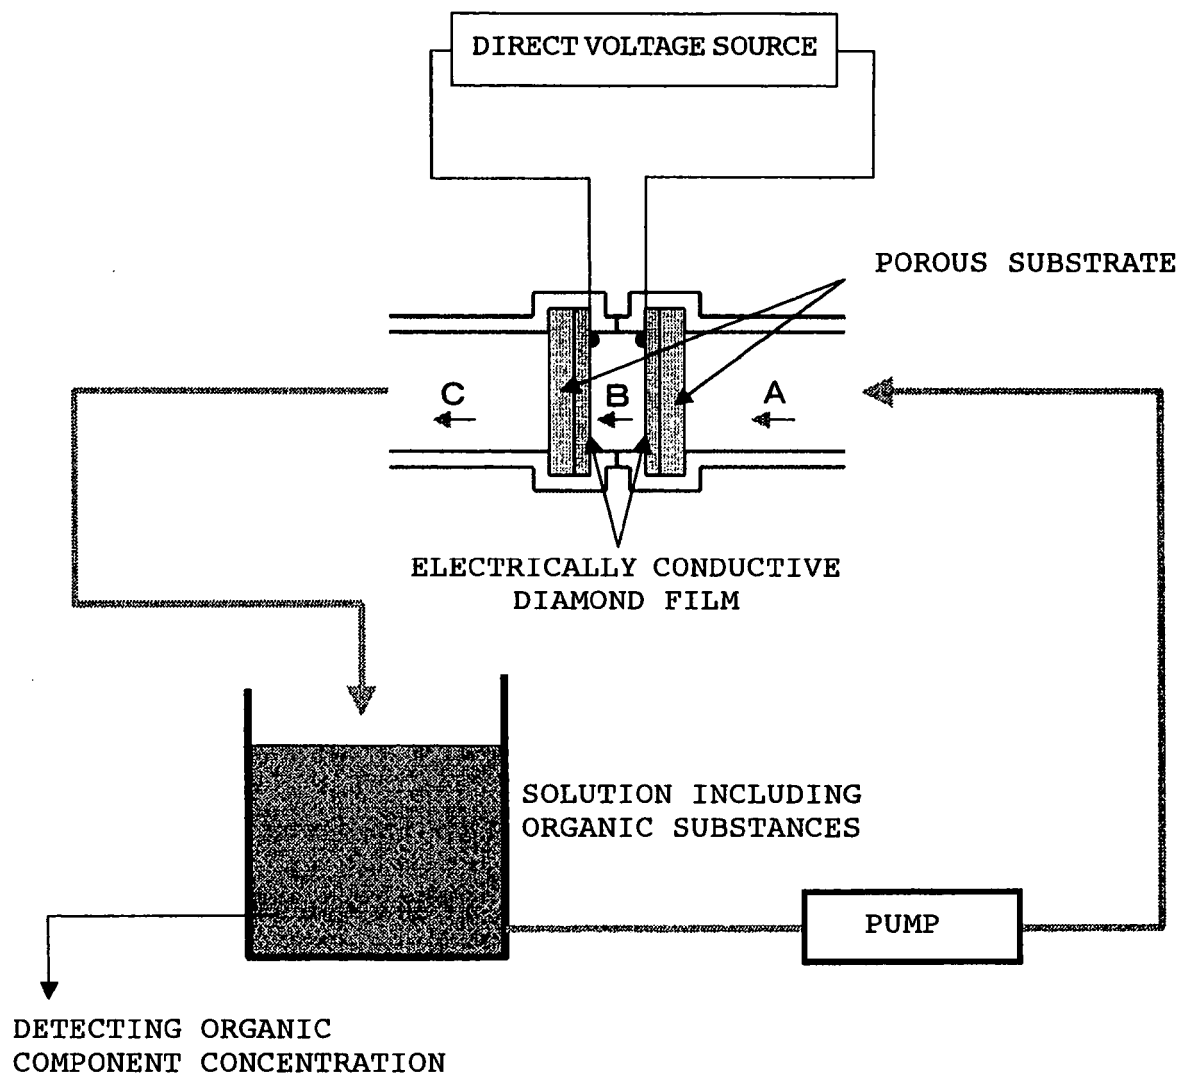 DIRECT VOLTAGE SOURCE
POROUS SUBSTRATE
C
B
A
ELECTRICALLY CONDUCTIVE
DIAMOND FILM
SOLUTION INCLUDING
ORGANIC SUBSTANCES
PUMP
DETECTING ORGANIC
COMPONENT CONCENTRATION